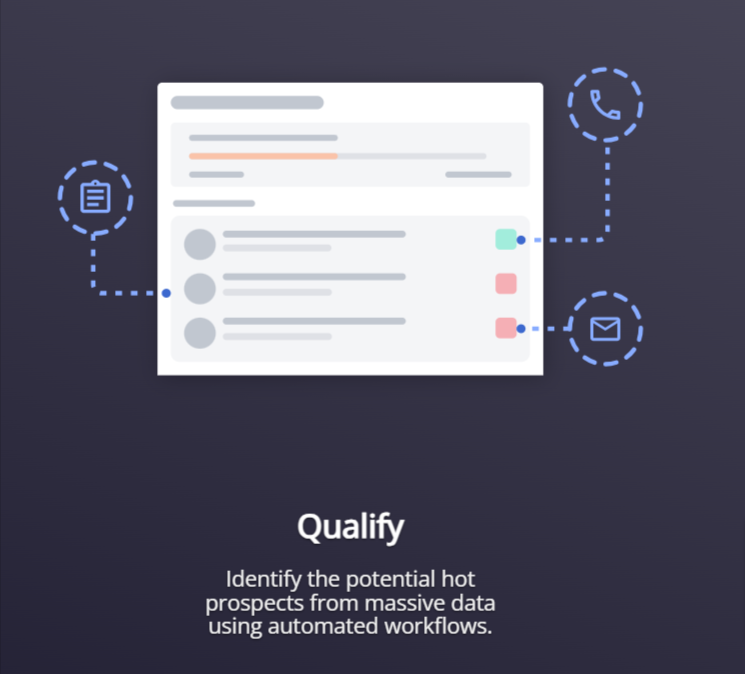 Qualify
Identify the potential hot
prospects from massive data
using automated workflows.